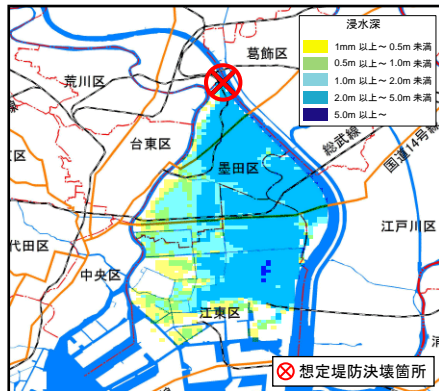 浸水深
1mm 以上～ 0.5m 未満
0.5m 以上～ 1.0m 未満
1.0m 以上～ 2.0m 未満
2.0m 以上～ 5.0m 未満
5.0m 以上～
葛飾区
荒川区
台東区
墨田区
総武線
国道14号線
江戸川区
区
代田区
中央区
江東区
想定堤防決壊箇所